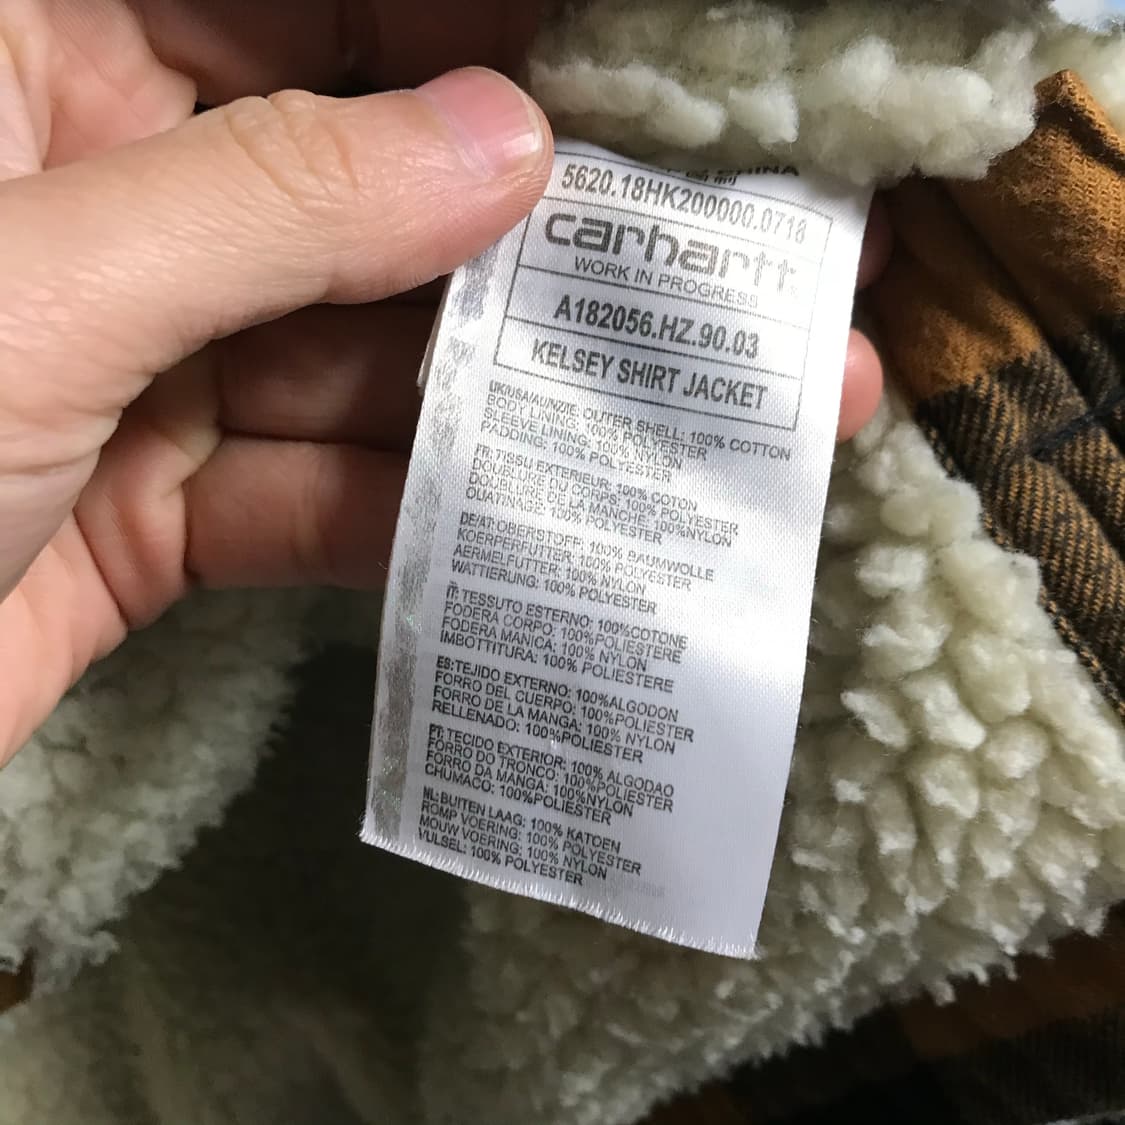 CHINA
5620.18HK200000.0718
carhartt
WORK IN PROGRESS
A182056.HZ.90.03
KELSEY SHIRT JACKET
UK/USA/KUNZIE: OUTER SHELL: 100% COTTON
BODY LINING: 100% POLYESTER
SLEEVE LINING: 100% NYLON
PADDING: 100% POLYESTER
FR: TISSU EXTERIEUR: 100% COTON
DOUBLURE DU CORPS: 100% POLYESTER
DOUBLURE DE LA MANCHE: 100%NYLON
OUATINAGE: 100% POLYESTER
DE/AT: OBERSTOFF: 100% BAUMWOLLE
KOERPERFUTTER: 100% POLYESTER
AERMELFUTTER: 100% NYLON
WATTIERUNG: 100% POLYESTER
IT: TESSUTO ESTERNO: 100%COTONE
FODERA CORPO: 100%POLIESTERE
FODERA MANICA: 100% NYLON
IMBOTTITURA: 100% POLIESTERE
ES:TEJIDO EXTERNO: 100%ALGODON
FORRO DEL CUERPO: 100%POLIESTER
FORRO DE LA MANGA: 100% NYLON
RELLENADO: 100%POLIESTER
PT:TECIDO EXTERIOR: 100% ALGODAO
FORRO DO TRONCO: 100%POLIESTER
FORRO DA MANGA: 100%NYLON
CHUMACO: 100%POLIESTER
NL:BUITEN LAAG: 100% KATOEN
ROMP VOERING: 100% POLYESTER
MOUW VOERING: 100% NYLON
VULSEL: 100% POLYESTER